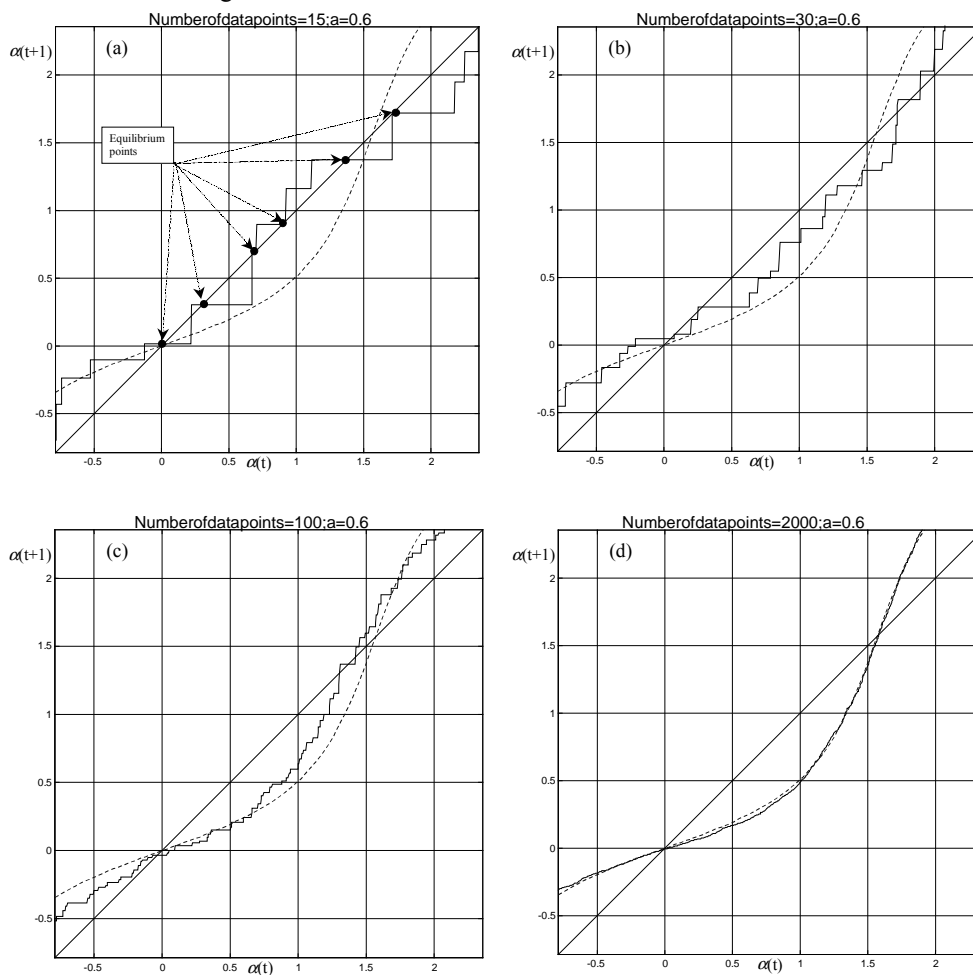 Numberofdatapoints=15;a=0.6
α(t+1)
(a)
2
1.5
Equilibrium
points
1
0.5
0
-0.5
-0.5 0 0.5 1 1.5 2
α(t)
Numberofdatapoints=30;a=0.6
α(t+1)
(b)
2
1.5
1
0.5
0
-0.5
-0.5 0 0.5 1 1.5 2
α(t)
Numberofdatapoints=100;a=0.6
α(t+1)
(c)
2
1.5
1
0.5
0
-0.5
-0.5 0 0.5 1 1.5 2
α(t)
Numberofdatapoints=2000;a=0.6
α(t+1)
(d)
2
1.5
1
0.5
0
-0.5
-0.5 0 0.5 1 1.5 2
α(t)